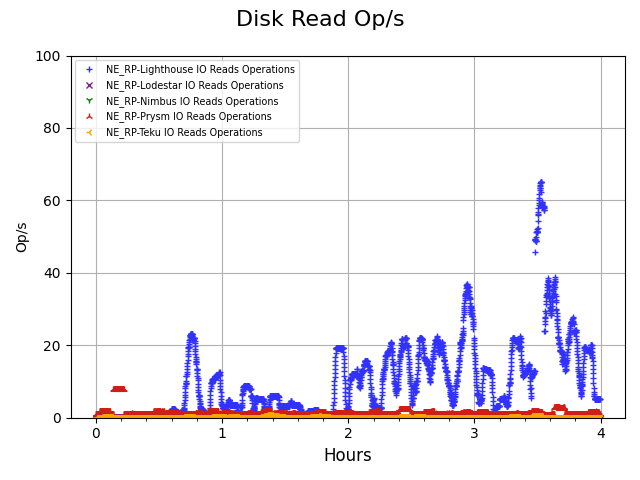 Disk Read Op/s
100
80
60
40
20
0
Op/s
NE_RP-Lighthouse IO Reads Operations
NE_RP-Lodestar IO Reads Operations
NE_RP-Nimbus IO Reads Operations
NE_RP-Prysm IO Reads Operations
NE_RP-Teku IO Reads Operations
0 1 2 3 4
Hours